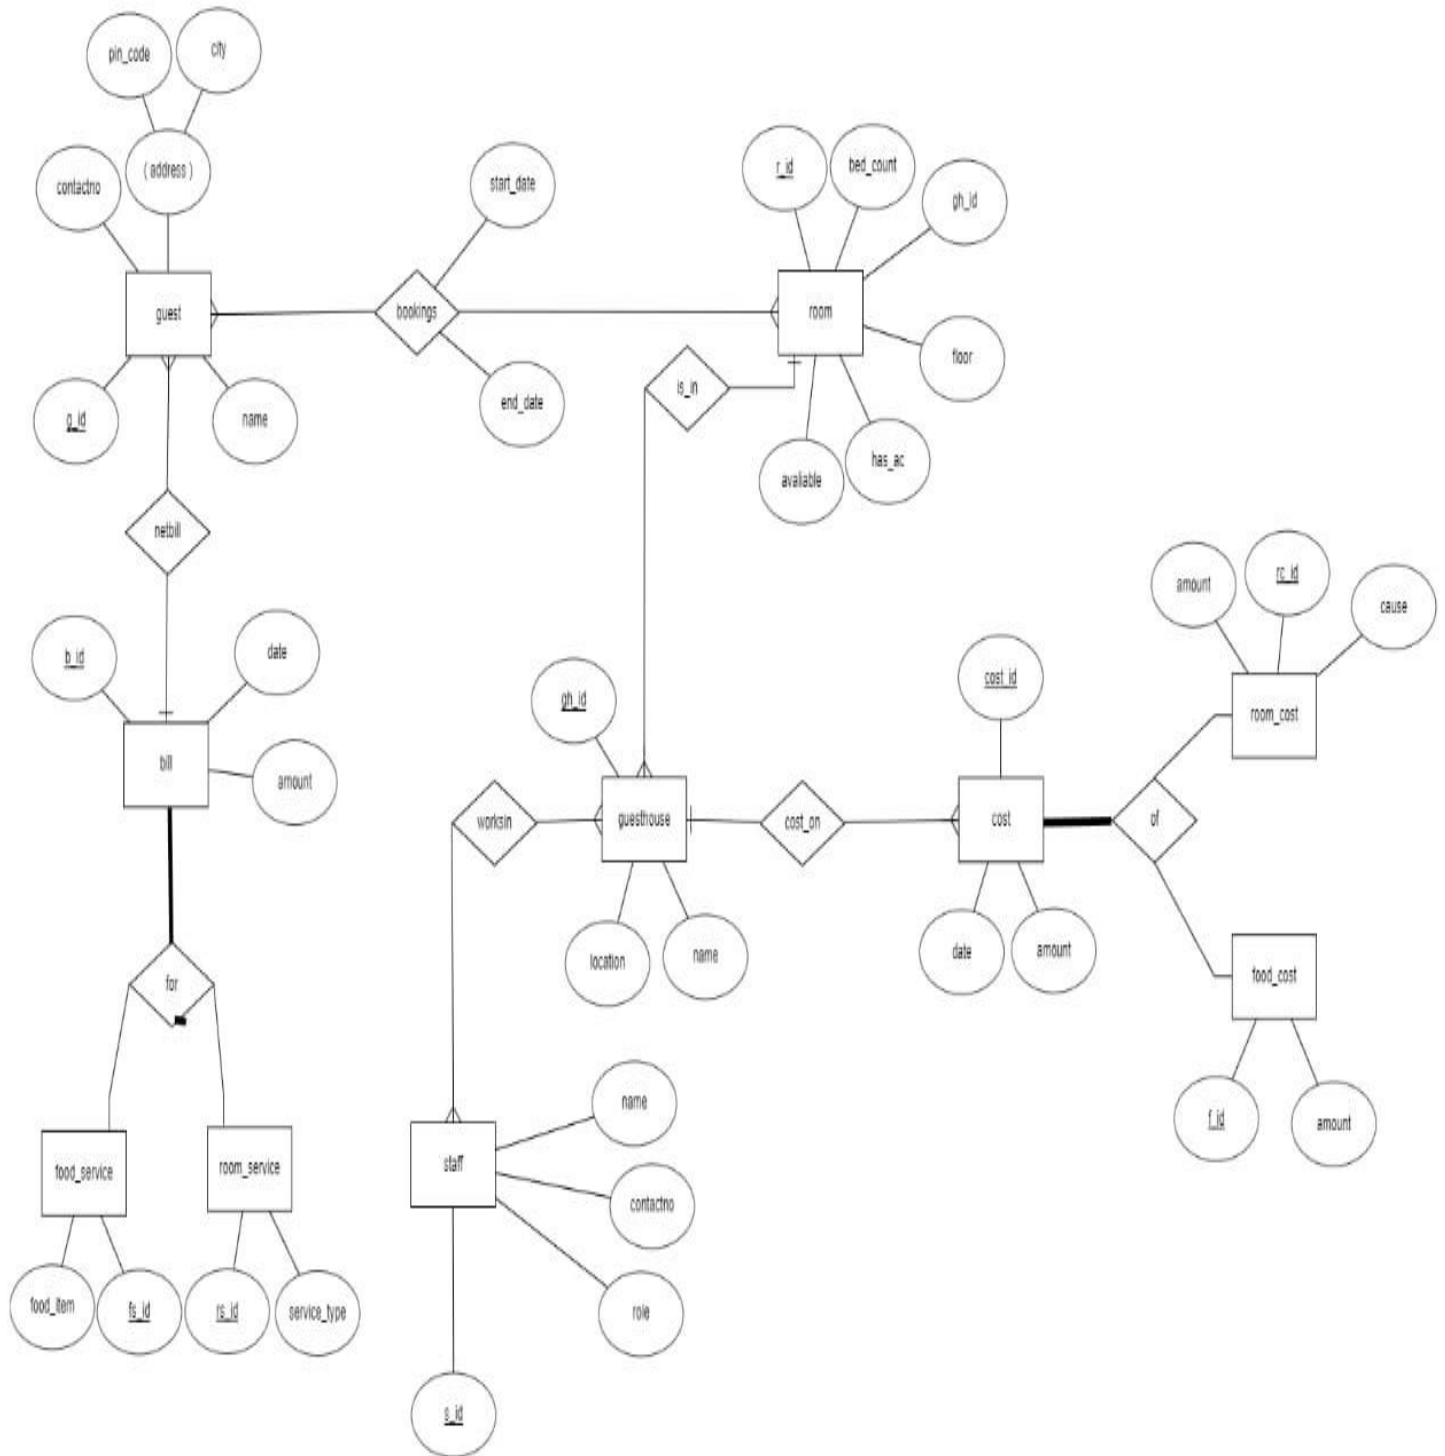 pin_code
city
contactno
( address )
start_date
r_id
bed_count
gh_id
guest
bookings
room
floor
is_in
g_id
name
end_date
avaliable
has_ac
netbill
amount
rc_id
cause
b_id
date
gh_id
cost_id
room_cost
bill
amount
worksin
guesthouse
cost_on
cost
of
for
location
name
date
amount
food_cost
name
f_id
amount
food_service
room_service
staff
contactno
food_item
fs_id
rs_id
service_type
role
s_id